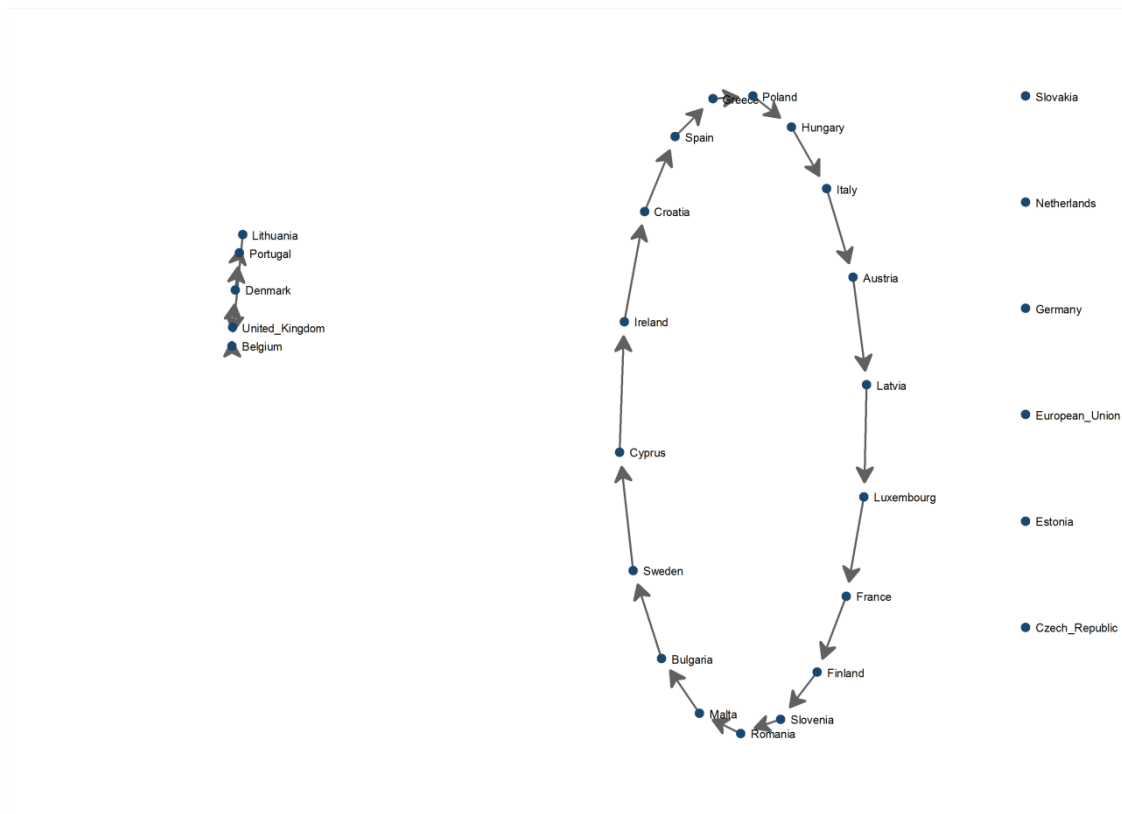 Slovakia
Greece
Poland
Hungary
Spain
Italy
Netherlands
Croatia
Lithuania
Portugal
Austria
Denmark
Germany
Ireland
United_Kingdom
Belgium
Latvia
European_Union
Cyprus
Luxembourg
Estonia
Sweden
France
Czech_Republic
Bulgaria
Finland
Malta
Slovenia
Romania